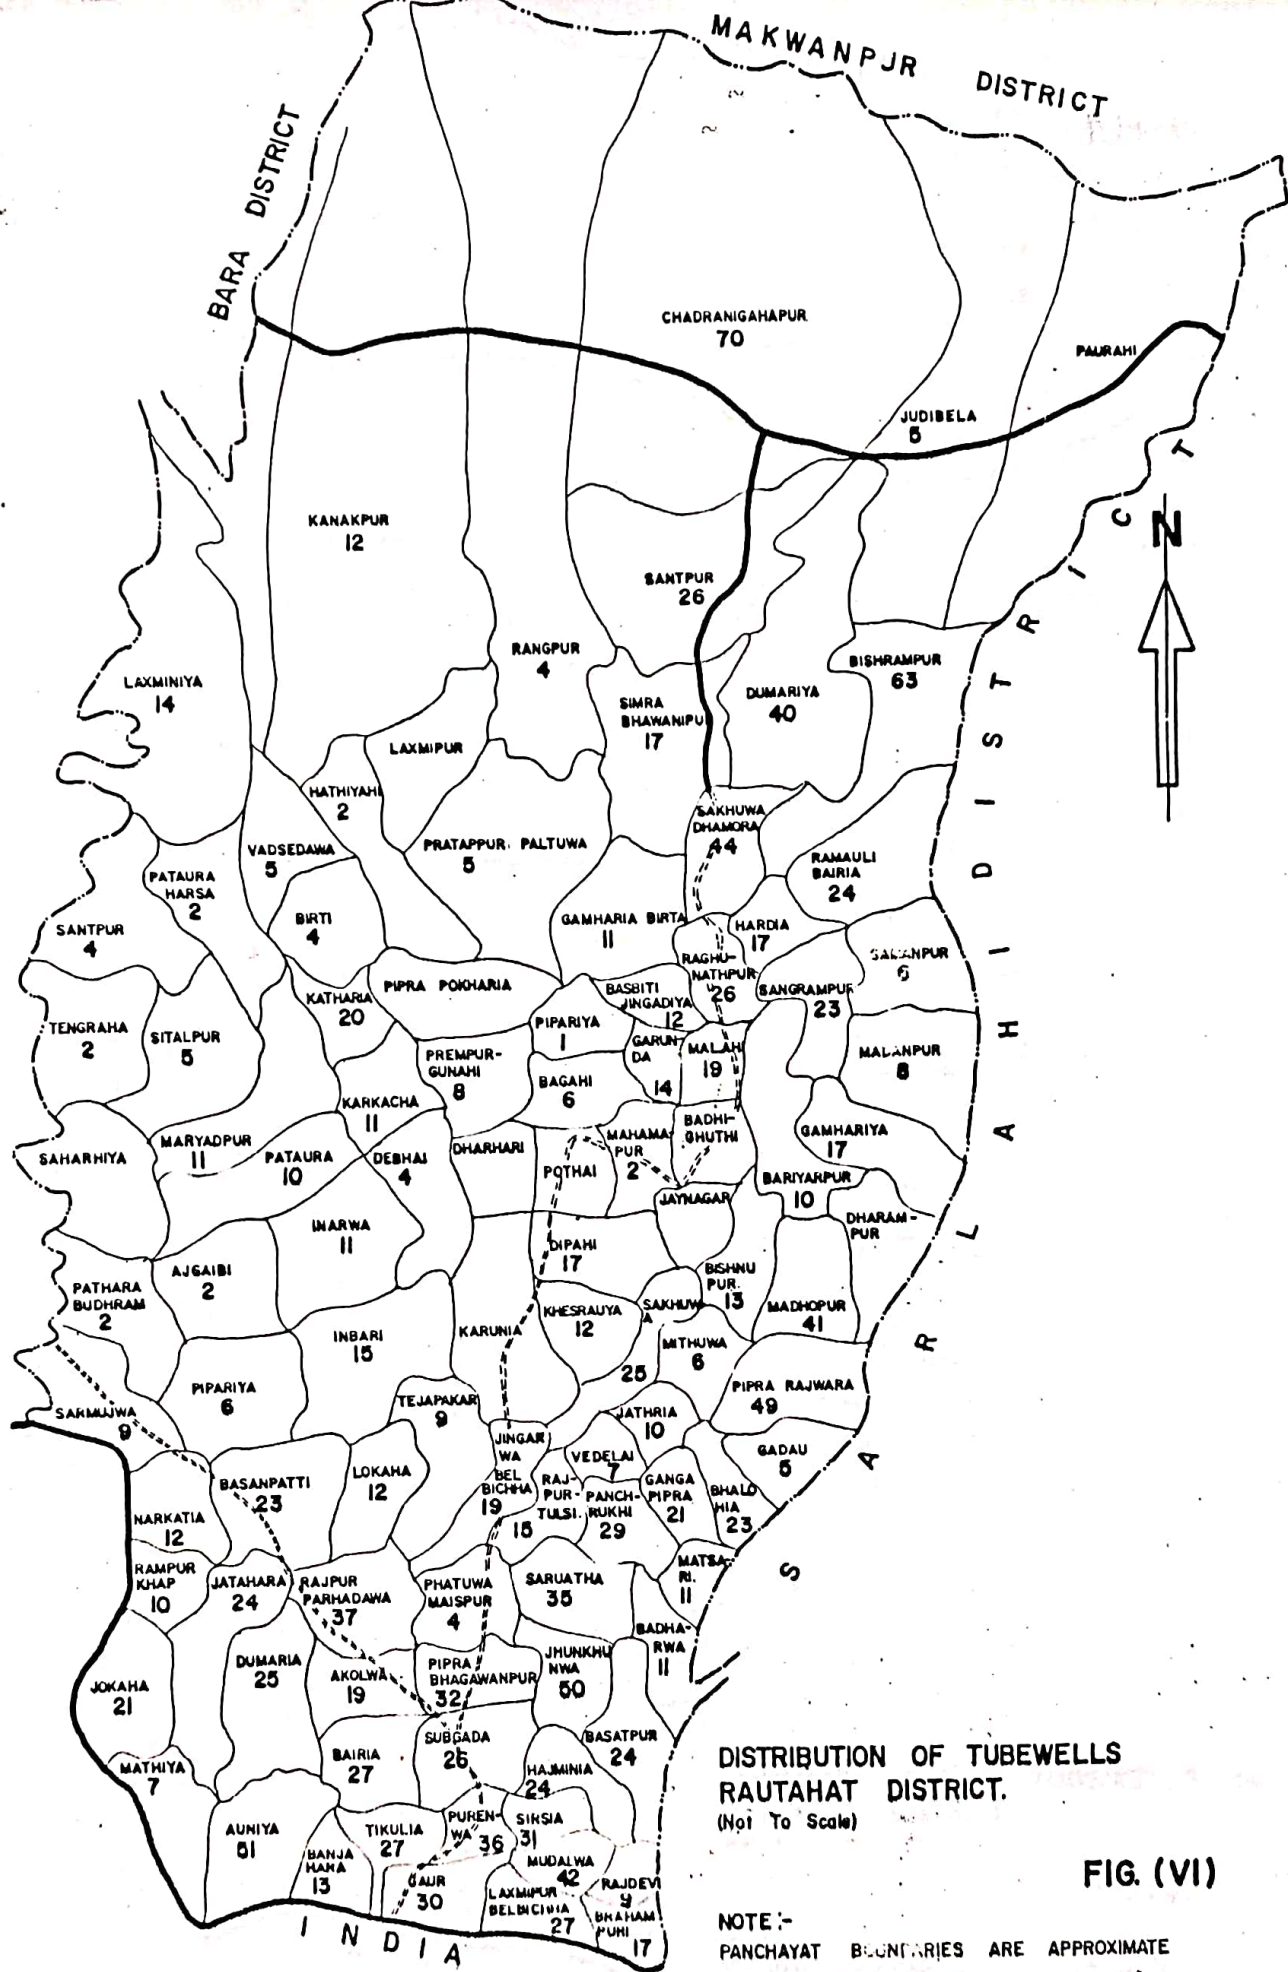 MAKWANPJR DISTRICT
BARA DISTRICT
CHADRANIGAHAPUR
70
PAURAHI
JUDIBELA
5
KANAKPUR
12
N
SANTPUR
26
RANGPUR
4
BISHRAMPUR
63
LAXMINIYA
14
DUMARIYA
40
SIMRA
BHAWANIPU
17
LAXMIPUR
HATHIYAHI
2
SAKHUWA
DHAMORA
44
VADSEDAWA
5
PRATAPPUR PALTUWA
5
RAMAULI
BAIRIA
24
PATAURA
HARSA
2
BIRTI
4
GAMHARIA BIRTA
11
HARDIA
17
SANTPUR
4
RAGHU-
NATHPUR
26
KATHARIA
20
PIPRA POKHARIA
BASBITI
JINGADIYA
12
SANGRAMPUR
23
6
TENGRAHA
2
SITALPUR
5
PIPARIYA
1
GARUN
DA
14
MALAHI
19
MALANPUR
8
PREMPUR-
GUNAHI
8
BAGAHI
6
KARKACHA
11
SAHARHIYA
MARYADPUR
11
PATAURA
10
DEBHAI
4
DHARHARI
POTHAI
MAHAMA-
PUR
2
BADHI-
GHUTHI
GAMHARIYA
17
BARIYARPUR
10
JAYNAGAR
DHARAM-
PUR
INARWA
11
DIPAHI
17
AJGAIBI
2
PATHARA
BUDHRAM
2
BISHNU
PUR.
13
MADHOPUR
41
KHESRAUYA
12
SAKHUW
A
25
INBARI
15
KARUNIA
MITHUWA
6
PIPARIYA
6
PIPRA RAJWARA
49
SARMUJWA
9
TEJAPAKAR
9
JATHRIA
10
JINGAR
WA
BEL
BICHHA
19
VEDELAI
7
GADAU
5
BASANPATTI
23
LOKAHA
12
RAJ-
PUR-
TULSI.
15
PANCH-
RUKHI
29
GANGA
PIPRA
21
BHALO
HIA
23
NARKATIA
12
RAMPUR
KHAP
10
JATAHARA
24
RAJPUR
PARHADAWA
37
PHATUWA
MAISPUR
4
SARUATHA
35
MATSA-
RI.
11
BADHA-
RWA
11
JOKAHA
21
DUMARIA
25
AKOLWA
19
PIPRA
BHAGAWANPUR
32
JHUNKHU
NWA
50
MATHIYA
7
BAIRIA
27
SUBGADA
26
HAJMINIA
24
BASATPUR
24
AUNIYA
51
BANJA
HAHA
13
TIKULIA
27
PUREN-
WA
36
SIRSIA
31
GAUR
30
MUDALWA
42
LAXMIPUR
27
RAJDEVI
9
BRAHAM
PURI
17
INDIA
SARLAHI DISTRICT
DISTRIBUTION OF TUBEWELLS
RAUTAHAT DISTRICT.
(Not To Scale)
FIG. (VI)
NOTE:-
PANCHAYAT BOUNDARIES ARE APPROXIMATE